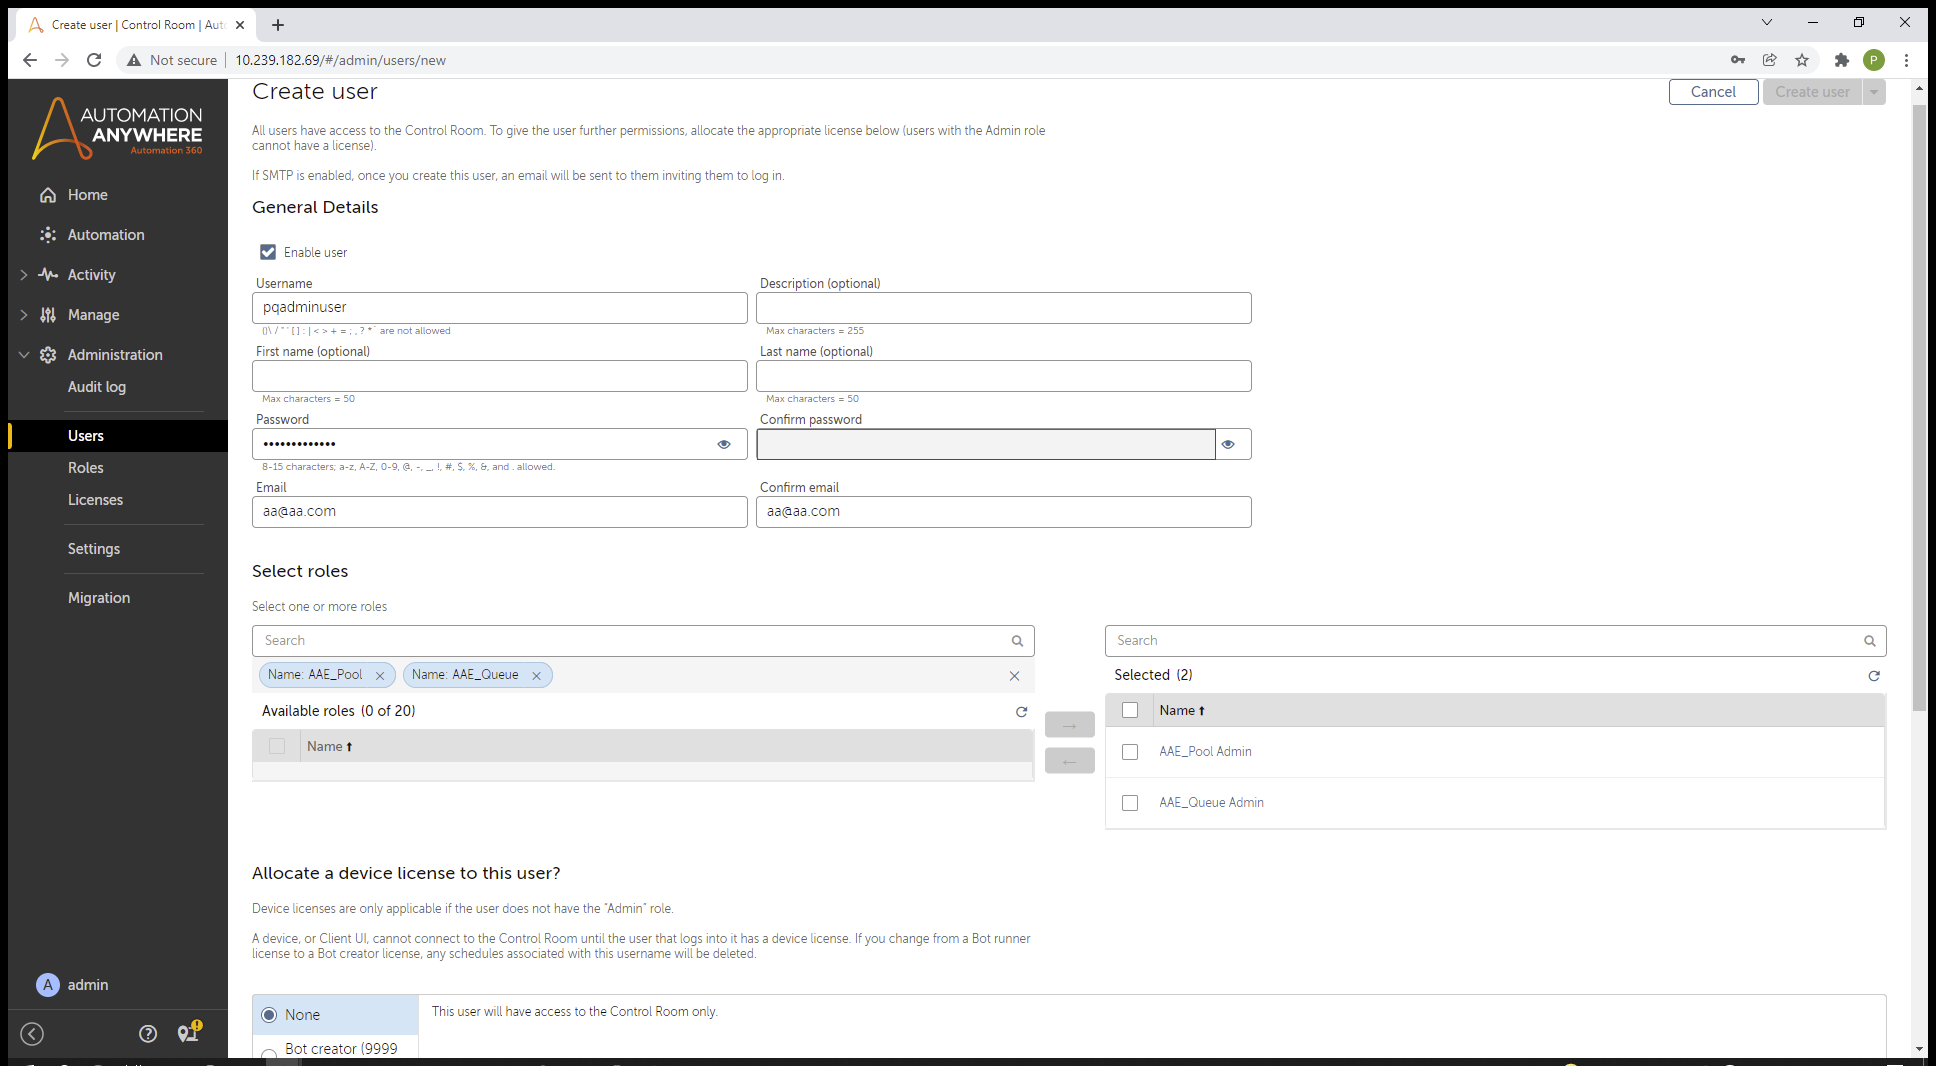 Create user | Control Room | Aut
Not secure
10.239.182.69/#/admin/users/new
P
AUTOMATION
ANYWHERE
Automation 360
Home
Automation
Activity
Manage
Administration
Audit log
Users
Roles
Licenses
Settings
Migration
A admin
Create user
Cancel
Create user
All users have access to the Control Room. To give the user further permissions, allocate the appropriate license below (users with the Admin role
cannot have a license).
If SMTP is enabled, once you create this user, an email will be sent to them inviting them to log in.
General Details
Enable user
Username
Description (optional)
pqadminuser
()\ / " ' [ ] : | < > + = ; , ? * ` are not allowed
Max characters = 255
First name (optional)
Last name (optional)
Max characters = 50
Max characters = 50
Password
Confirm password
•••••••••••••
8-15 characters; a-z, A-Z, 0-9, @, -, _, !, #, $, %, &, and . allowed.
Email
Confirm email
aa@aa.com
aa@aa.com
Select roles
Select one or more roles
Search
Search
Name: AAE_Pool
Name: AAE_Queue
Selected (2)
Available roles (0 of 20)
Name
Name
AAE_Pool Admin
AAE_Queue Admin
Allocate a device license to this user?
Device licenses are only applicable if the user does not have the "Admin" role.
A device, or Client UI, cannot connect to the Control Room until the user that logs into it has a device license. If you change from a Bot runner
license to a Bot creator license, any schedules associated with this username will be deleted.
None
This user will have access to the Control Room only.
Bot creator (9999